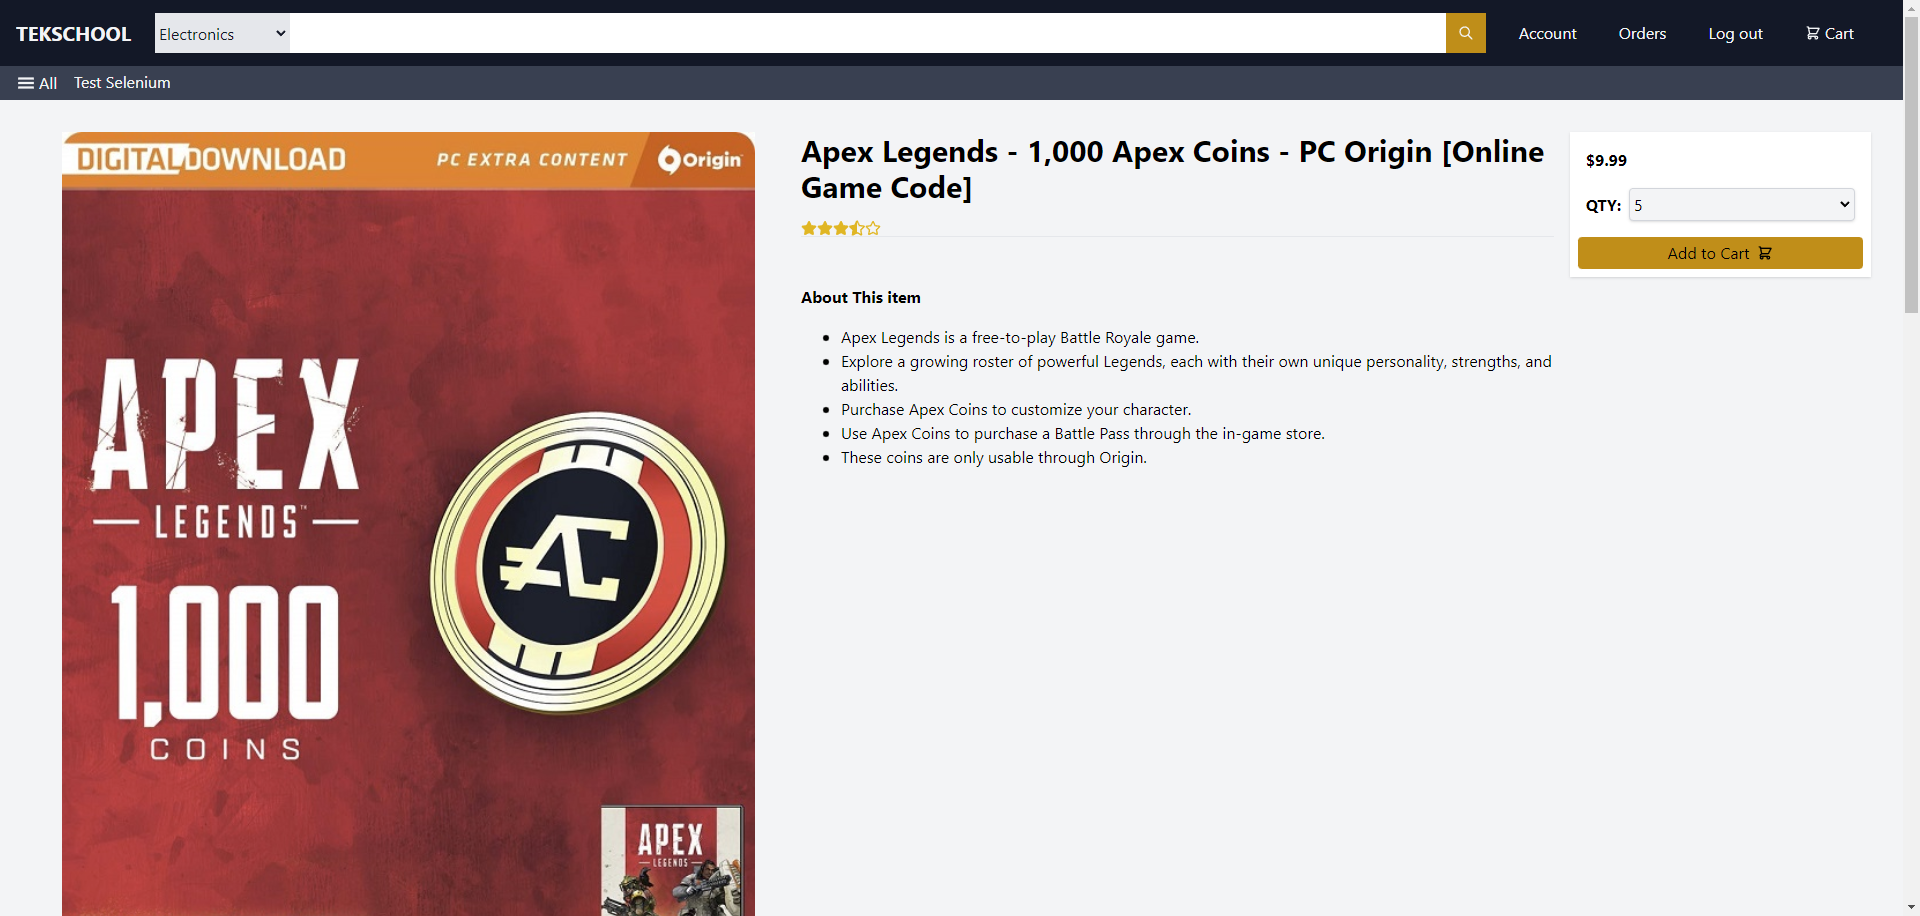 TEKSCHOOL
Electronics
Account
Orders
Log out
Cart
All
Test Selenium
DIGITALDOWNLOAD
PC EXTRA CONTENT
Origin
APEX
LEGENDS™
1,000
COINS
AC
APEX
LEGENDS
Apex Legends - 1,000 Apex Coins - PC Origin [Online
Game Code]
About This item
Apex Legends is a free-to-play Battle Royale game.
Explore a growing roster of powerful Legends, each with their own unique personality, strengths, and
abilities.
Purchase Apex Coins to customize your character.
Use Apex Coins to purchase a Battle Pass through the in-game store.
These coins are only usable through Origin.
$9.99
QTY: 5
Add to Cart